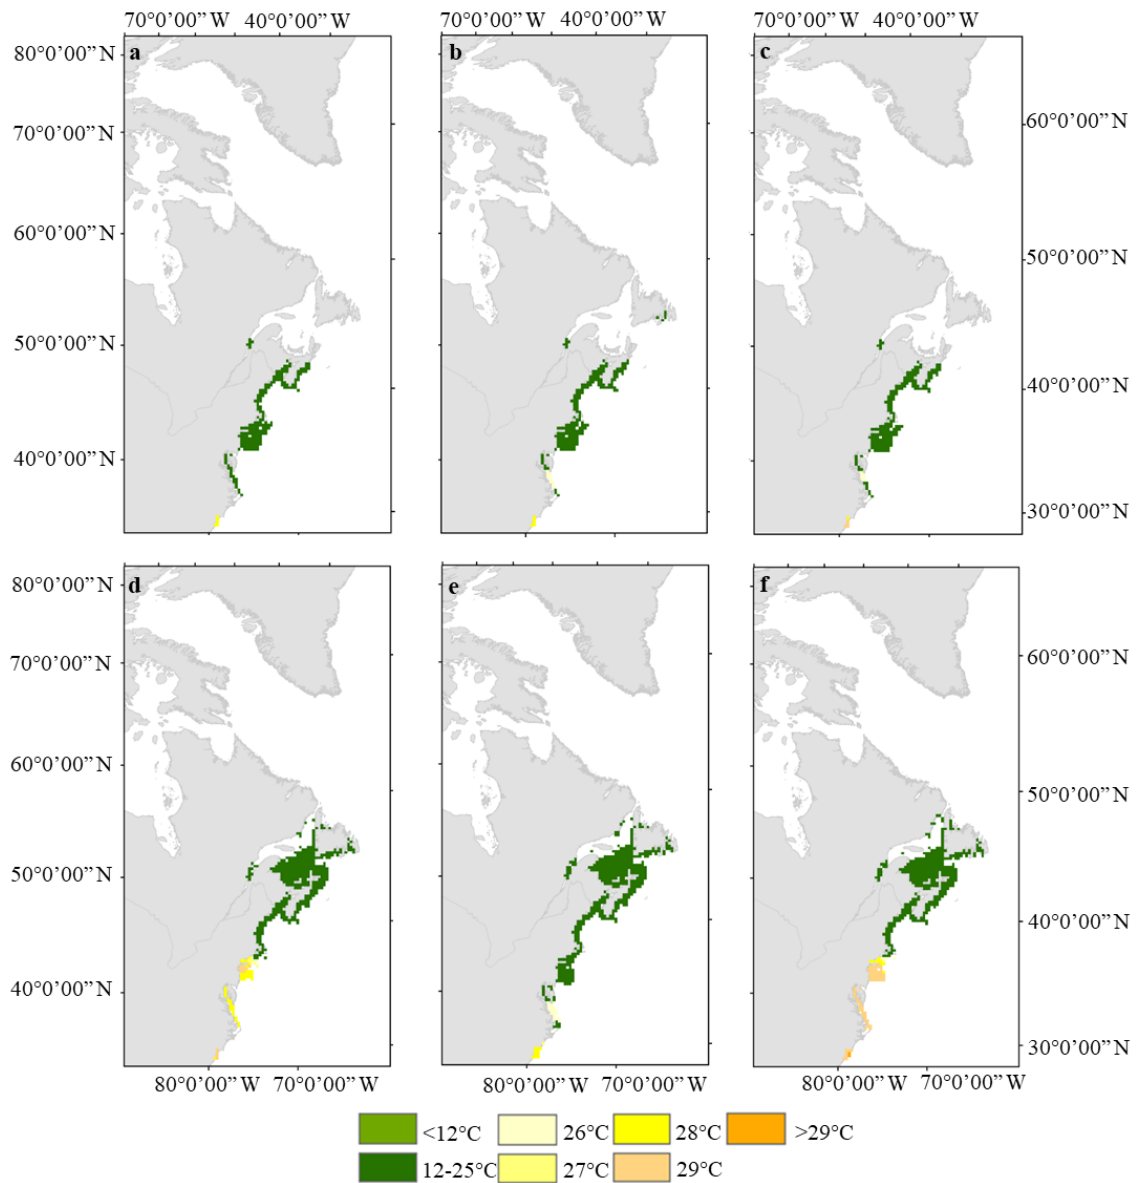 70°0’00”W 40°0’00”W 70°0’00”W 40°0’00”W 70°0’00”W 40°0’00”W
80°0’00”N a b c
60°0’00”N
70°0’00”N
60°0’00”N
50°0’00”N
50°0’00”N
40°0’00”N
40°0’00”N
30°0’00”N
80°0’00”N d e f
70°0’00”N 60°0’00”N
60°0’00”N
50°0’00”N
50°0’00”N
40°0’00”N
40°0’00”N
30°0’00”N
80°0’00”W 70°0’00”W 80°0’00”W 70°0’00”W 80°0’00”W 70°0’00”W
<12°C 26°C 28°C >29°C
12-25°C 27°C 29°C